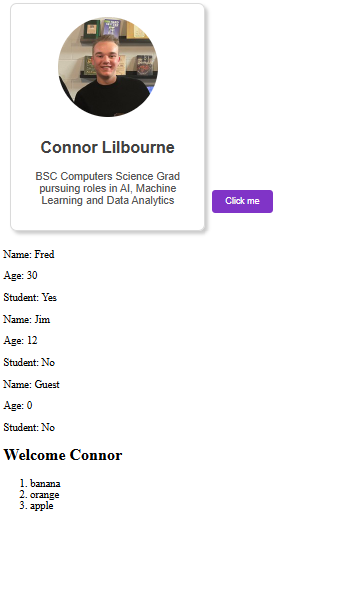 Connor Lilbourne
BSC Computers Science Grad
pursuing roles in AI, Machine
Learning and Data Analytics
Click me
Name: Fred
Age: 30
Student: Yes
Name: Jim
Age: 12
Student: No
Name: Guest
Age: 0
Student: No
Welcome Connor
1. banana
2. orange
3. apple